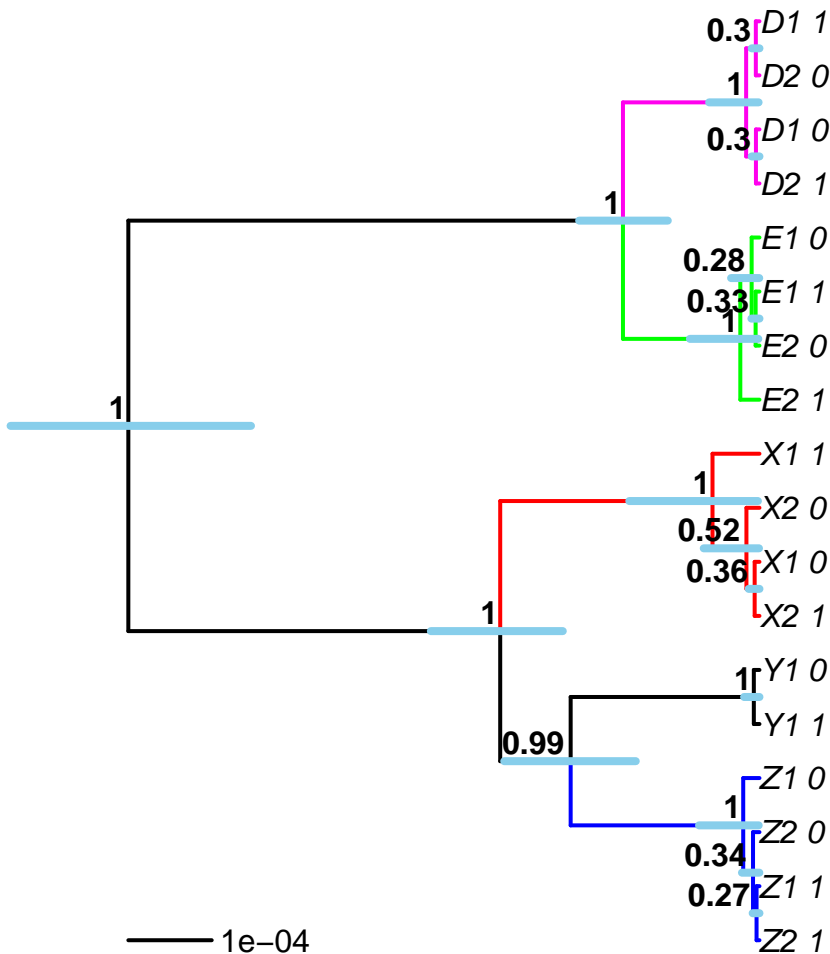 D1 1
0.3
D2 0
1
D1 0
0.3
D2 1
1
E1 0
0.28
E1 1
0.33
1
E2 0
E2 1
1
X1 1
1
X2 0
0.52
X1 0
0.36
X2 1
1
Y1 0
1
Y1 1
0.99
Z1 0
1
Z2 0
0.34
Z1 1
0.27
Z2 1
1e−04